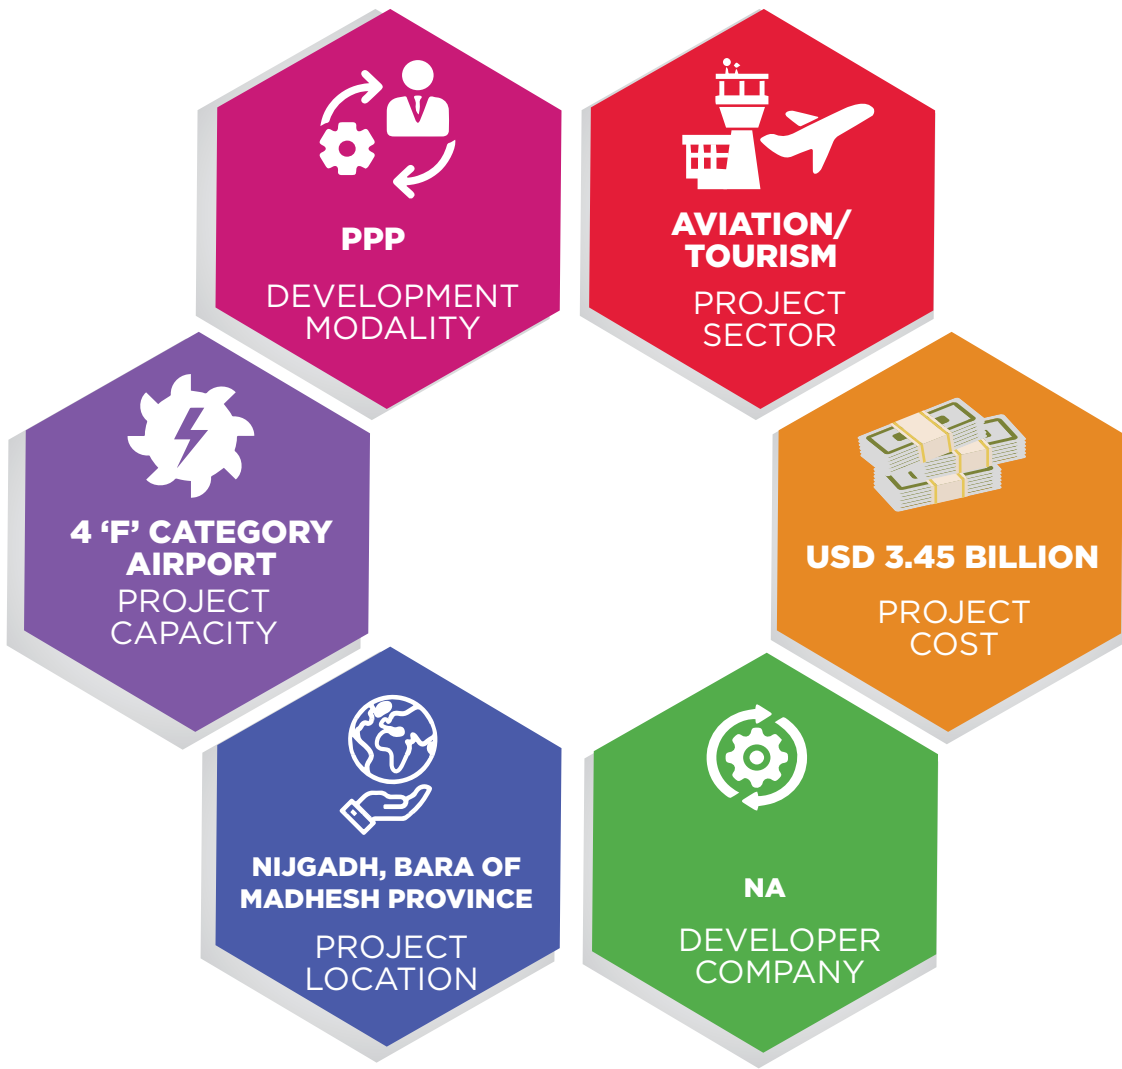 PPP
DEVELOPMENT
MODALITY
AVIATION/
TOURISM
PROJECT
SECTOR
4 ‘F’ CATEGORY
AIRPORT
PROJECT
CAPACITY
USD 3.45 BILLION
PROJECT
COST
NIJGADH, BARA OF
MADHESH PROVINCE
PROJECT
LOCATION
NA
DEVELOPER
COMPANY